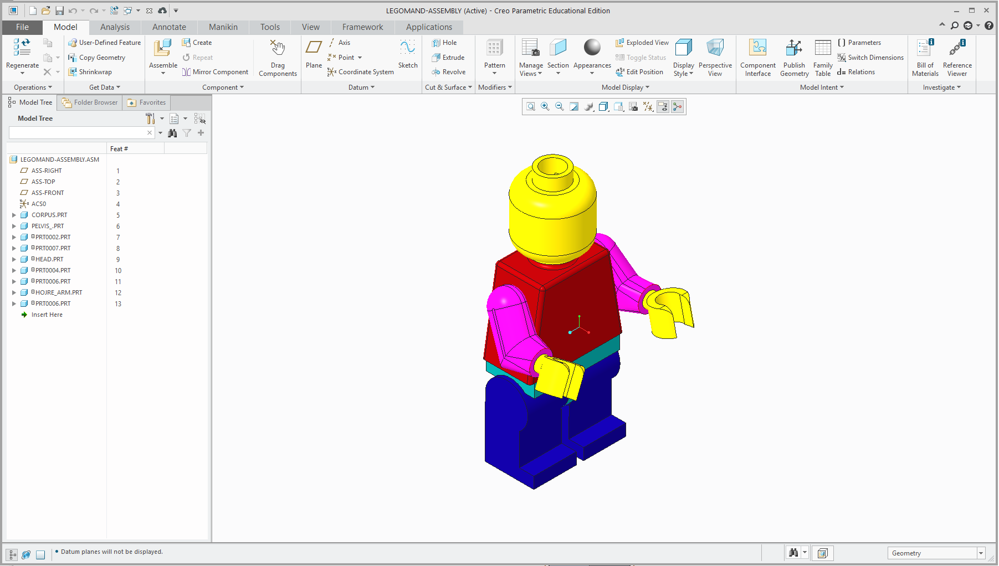 LEGOMAND-ASSEMBLY (Active) - Creo Parametric Educational Edition
File Model Analysis Annotate Manikin Tools View Framework Applications
User-Defined Feature Create Axis Hole Exploded View Parameters
Copy Geometry Repeat Point Extrude Toggle Status Switch Dimensions
Regenerate Assemble Drag Plane Sketch Pattern Manage Section Appearances Display Perspective Component Publish Family Bill of Reference
Shrinkwrap Mirror Component Components Coordinate System Revolve Views Edit Position Style View Interface Geometry Table Relations Materials Viewer
Operations Get Data Component Datum Cut & Surface Modifiers Model Display Model Intent Investigate
Model Tree Folder Browser Favorites
Model Tree
Feat #
LEGOMAND-ASSEMBLY.ASM
ASS-RIGHT 1
ASS-TOP 2
ASS-FRONT 3
ACS0 4
CORPUS.PRT 5
PELVIS_.PRT 6
PRT0002.PRT 7
PRT0007.PRT 8
HEAD.PRT 9
PRT0004.PRT 10
PRT0006.PRT 11
HOJRE_ARM.PRT 12
PRT0006.PRT 13
Insert Here
Datum planes will not be displayed.
Geometry